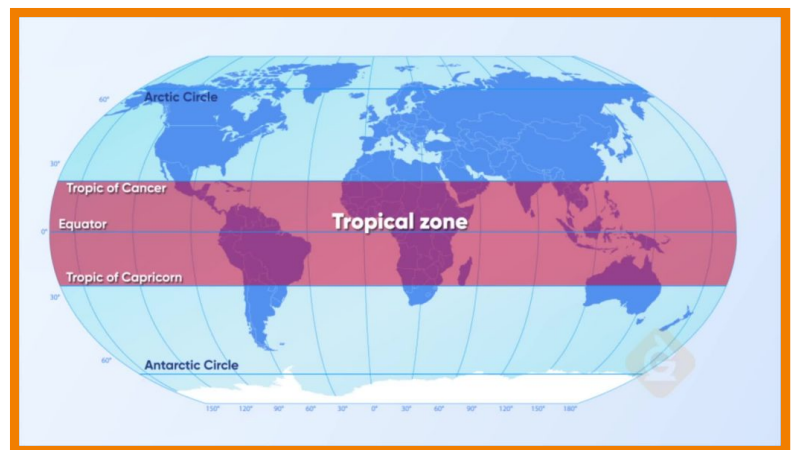 Arctic Circle
60°
30°
Tropic of Cancer
Tropical zone
Equator
0°
Tropic of Capricorn
30°
60°
Antarctic Circle
150° 120° 90° 60° 30° 0° 30° 60° 90° 120° 150° 180°